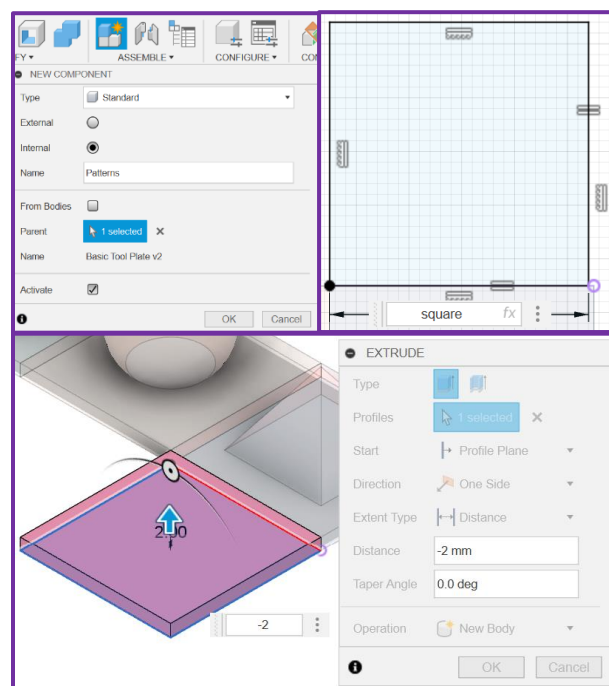 FY ▾ ASSEMBLE ▾ CONFIGURE ▾
NEW COMPONENT
Type Standard
External
Internal
Name Patterns
From Bodies
Parent 1 selected
Name Basic Tool Plate v2
Activate
OK Cancel
square fx
EXTRUDE
Type
Profiles 1 selected
Start Profile Plane
Direction One Side
Extent Type Distance
Distance -2 mm
Taper Angle 0.0 deg
Operation New Body
OK Cancel
-2